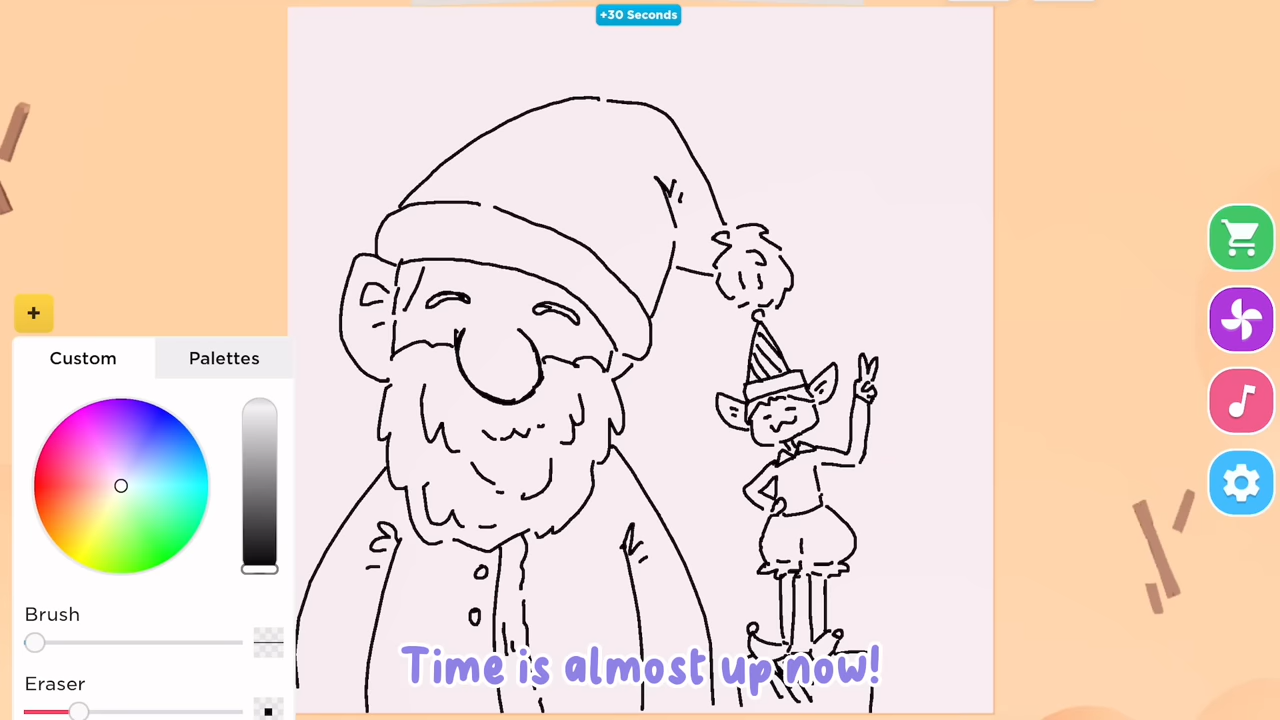 +30 Seconds
+
Custom
Palettes
Brush
Eraser
Time is almost up now!